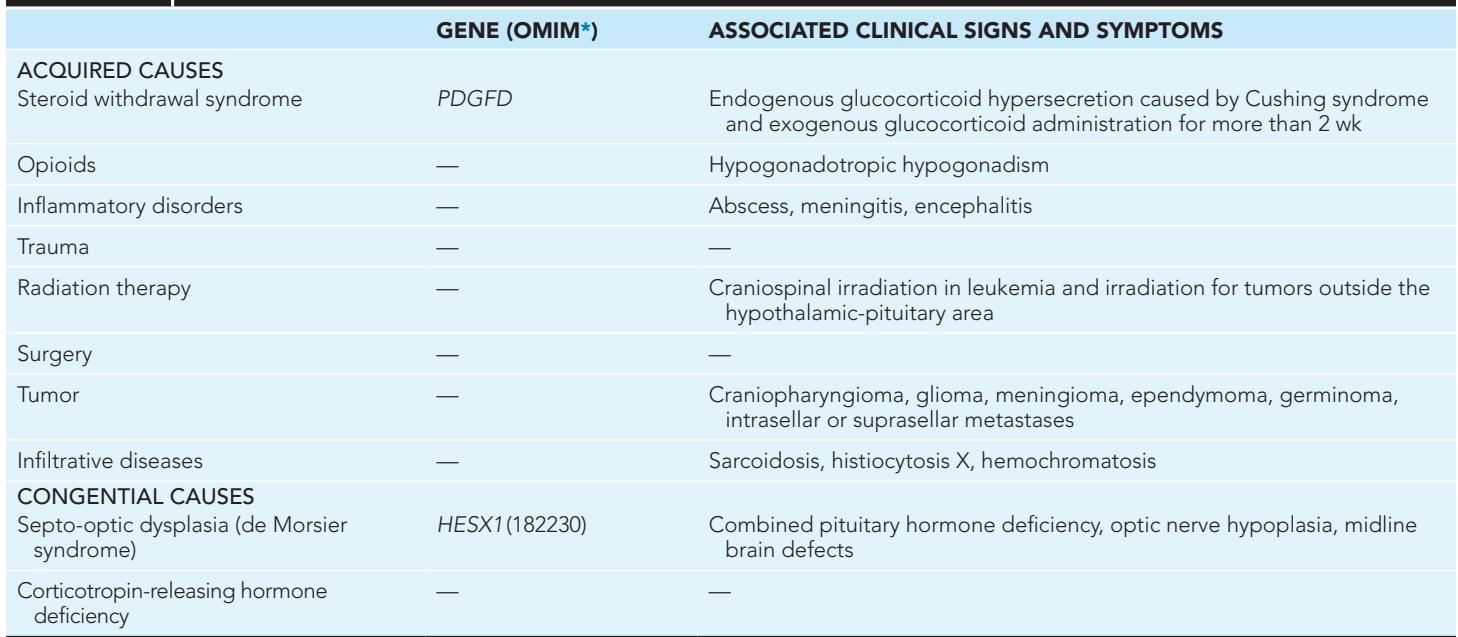 GENE (OMIM*) ASSOCIATED CLINICAL SIGNS AND SYMPTOMS
ACQUIRED CAUSES
Steroid withdrawal syndrome PDGFD Endogenous glucocorticoid hypersecretion caused by Cushing syndrome
and exogenous glucocorticoid administration for more than 2 wk
Opioids — Hypogonadotropic hypogonadism
Inflammatory disorders — Abscess, meningitis, encephalitis
Trauma — —
Radiation therapy — Craniospinal irradiation in leukemia and irradiation for tumors outside the
hypothalamic-pituitary area
Surgery — —
Tumor — Craniopharyngioma, glioma, meningioma, ependymoma, germinoma,
intrasellar or suprasellar metastases
Infiltrative diseases — Sarcoidosis, histiocytosis X, hemochromatosis
CONGENTIAL CAUSES
Septo-optic dysplasia (de Morsier HESX1(182230) Combined pituitary hormone deficiency, optic nerve hypoplasia, midline
syndrome) brain defects
Corticotropin-releasing hormone — —
deficiency